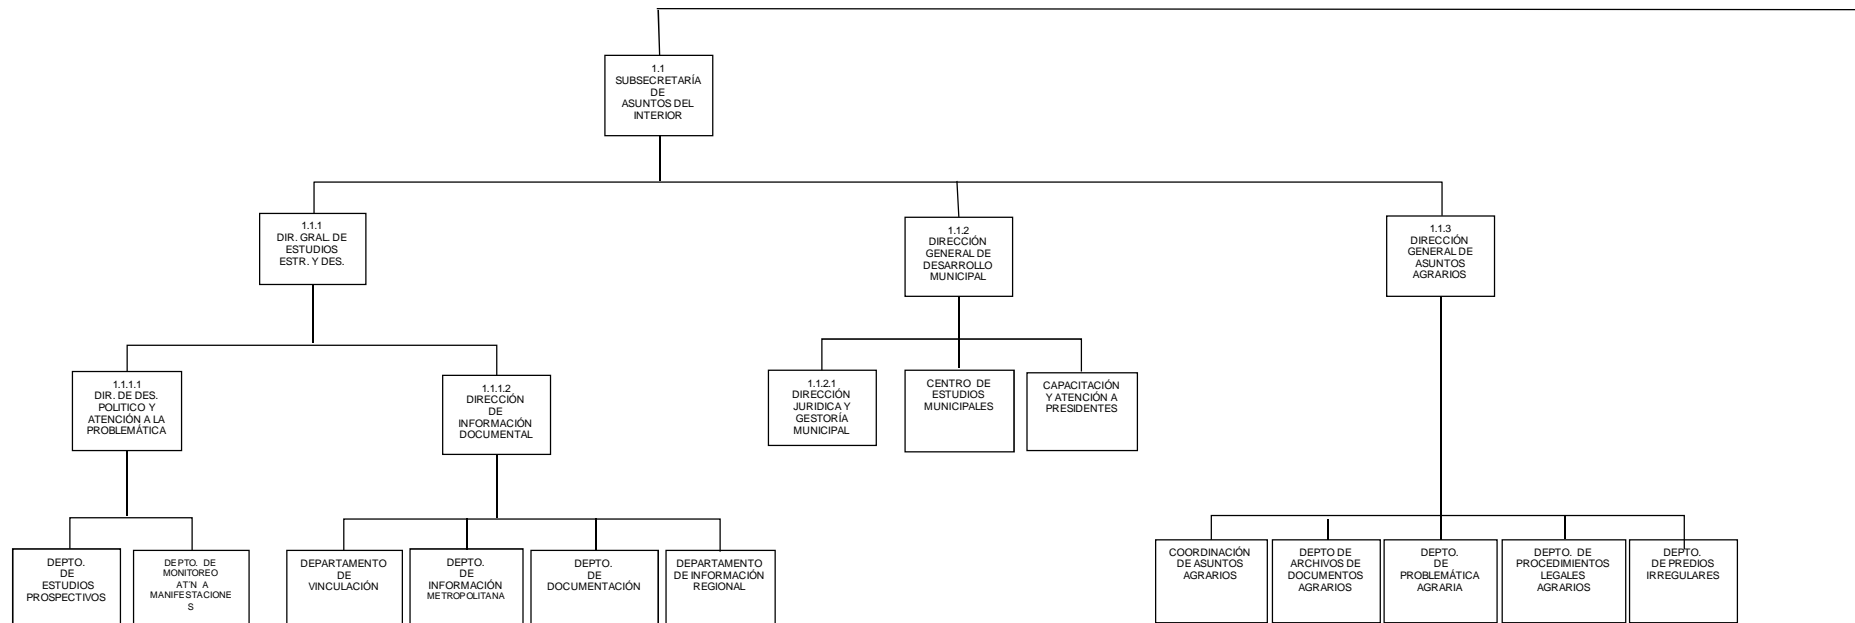 1.1
SUBSECRETARÍA
DE
ASUNTOS DEL
INTERIOR
1.1.1
DIR. GRAL. DE
ESTUDIOS
ESTR. Y DES.
1.1.2
DIRECCIÓN
GENERAL DE
DESARROLLO
MUNICIPAL
1.1.3
DIRECCIÓN
GENERAL DE
ASUNTOS
AGRARIOS
1.1.1.1
DIR. DE DES.
POLITICO Y
ATENCIÓN A LA
PROBLEMÁTICA
1.1.1.2
DIRECCIÓN
DE
INFORMACIÓN
DOCUMENTAL
1.1.2.1
DIRECCIÓN
JURIDICA Y
GESTORÍA
MUNICIPAL
CENTRO DE
ESTUDIOS
MUNICIPALES
CAPACITACIÓN
Y ATENCIÓN A
PRESIDENTES
DEPTO.
DE
ESTUDIOS
PROSPECTIVOS
DEPTO. DE
MONITOREO
AT'N A
MANIFESTACIONE
S
DEPARTAMENTO
DE
VINCULACIÓN
DEPTO.
DE
INFORMACIÓN
METROPOLITANA
DEPTO.
DE
DOCUMENTACIÓN
DEPARTAMENTO
DE INFORMACIÓN
REGIONAL
COORDINACIÓN
DE ASUNTOS
AGRARIOS
DEPTO DE
ARCHIVOS DE
DOCUMENTOS
AGRARIOS
DEPTO.
DE
PROBLEMÁTICA
AGRARIA
DEPTO. DE
PROCEDIMIENTOS
LEGALES
AGRARIOS
DEPTO.
DE PREDIOS
IRREGULARES